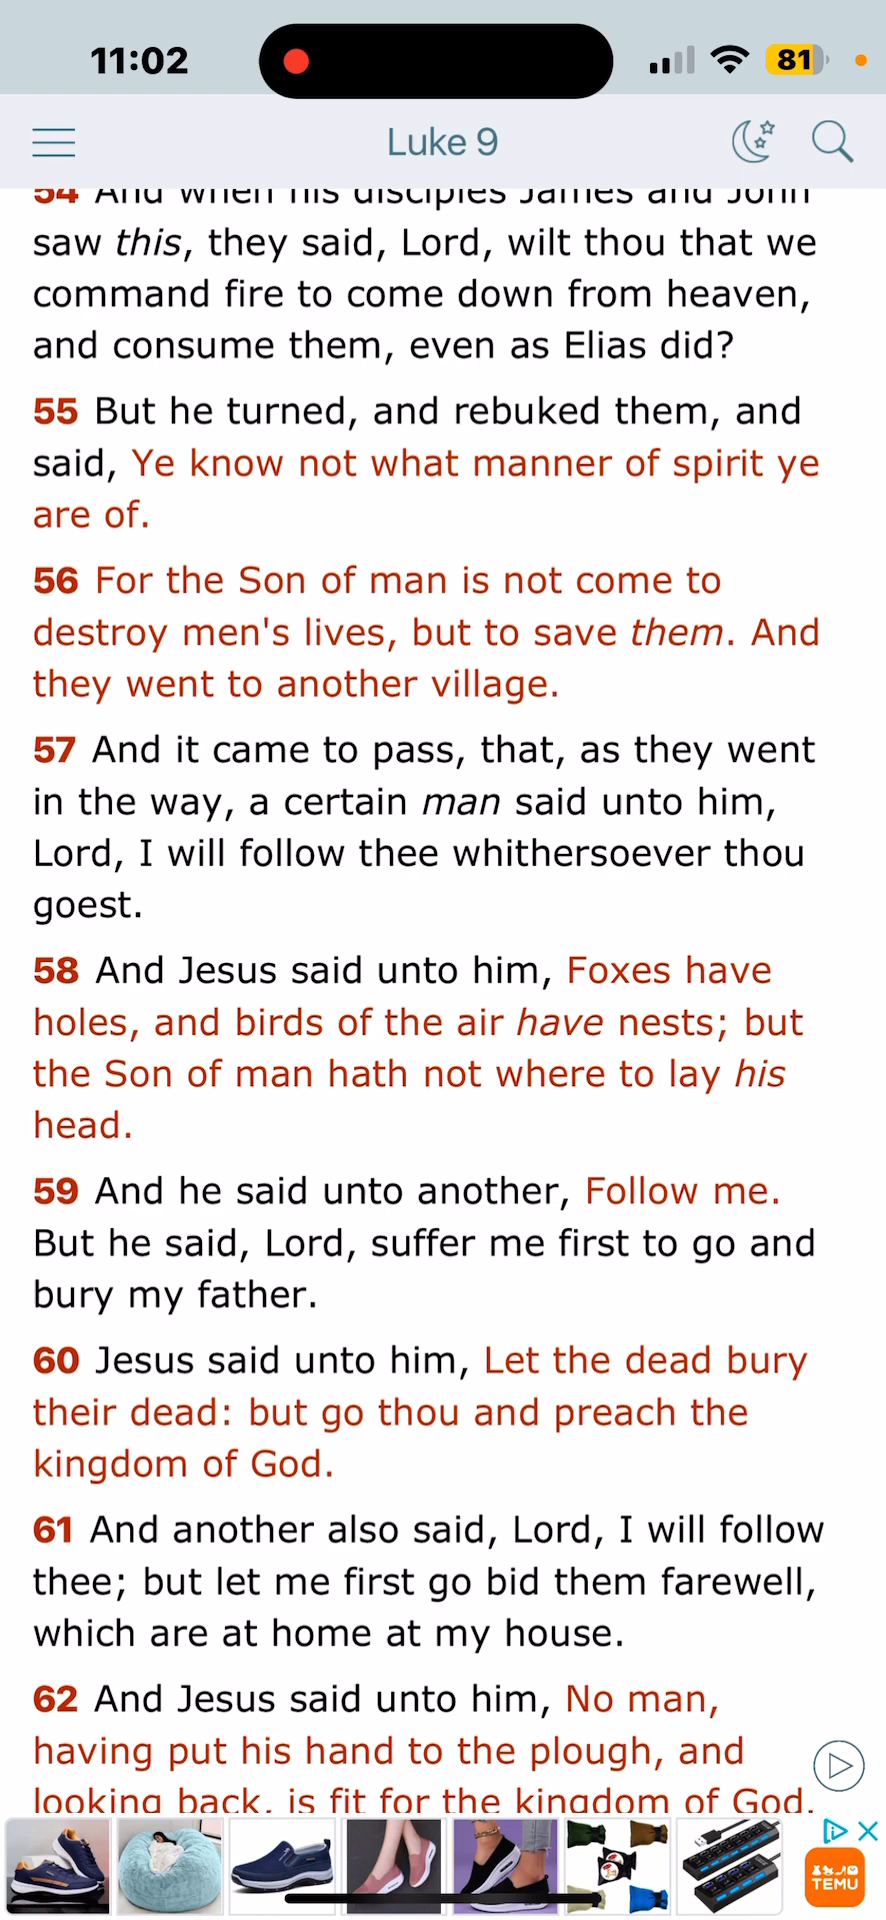 11:02
81
Luke 9
54 And when his disciples James and John
saw this, they said, Lord, wilt thou that we
command fire to come down from heaven,
and consume them, even as Elias did?
55 But he turned, and rebuked them, and
said, Ye know not what manner of spirit ye
are of.
56 For the Son of man is not come to
destroy men's lives, but to save them. And
they went to another village.
57 And it came to pass, that, as they went
in the way, a certain man said unto him,
Lord, I will follow thee whithersoever thou
goest.
58 And Jesus said unto him, Foxes have
holes, and birds of the air have nests; but
the Son of man hath not where to lay his
head.
59 And he said unto another, Follow me.
But he said, Lord, suffer me first to go and
bury my father.
60 Jesus said unto him, Let the dead bury
their dead: but go thou and preach the
kingdom of God.
61 And another also said, Lord, I will follow
thee; but let me first go bid them farewell,
which are at home at my house.
62 And Jesus said unto him, No man,
having put his hand to the plough, and
looking back, is fit for the kingdom of God.
TEMU